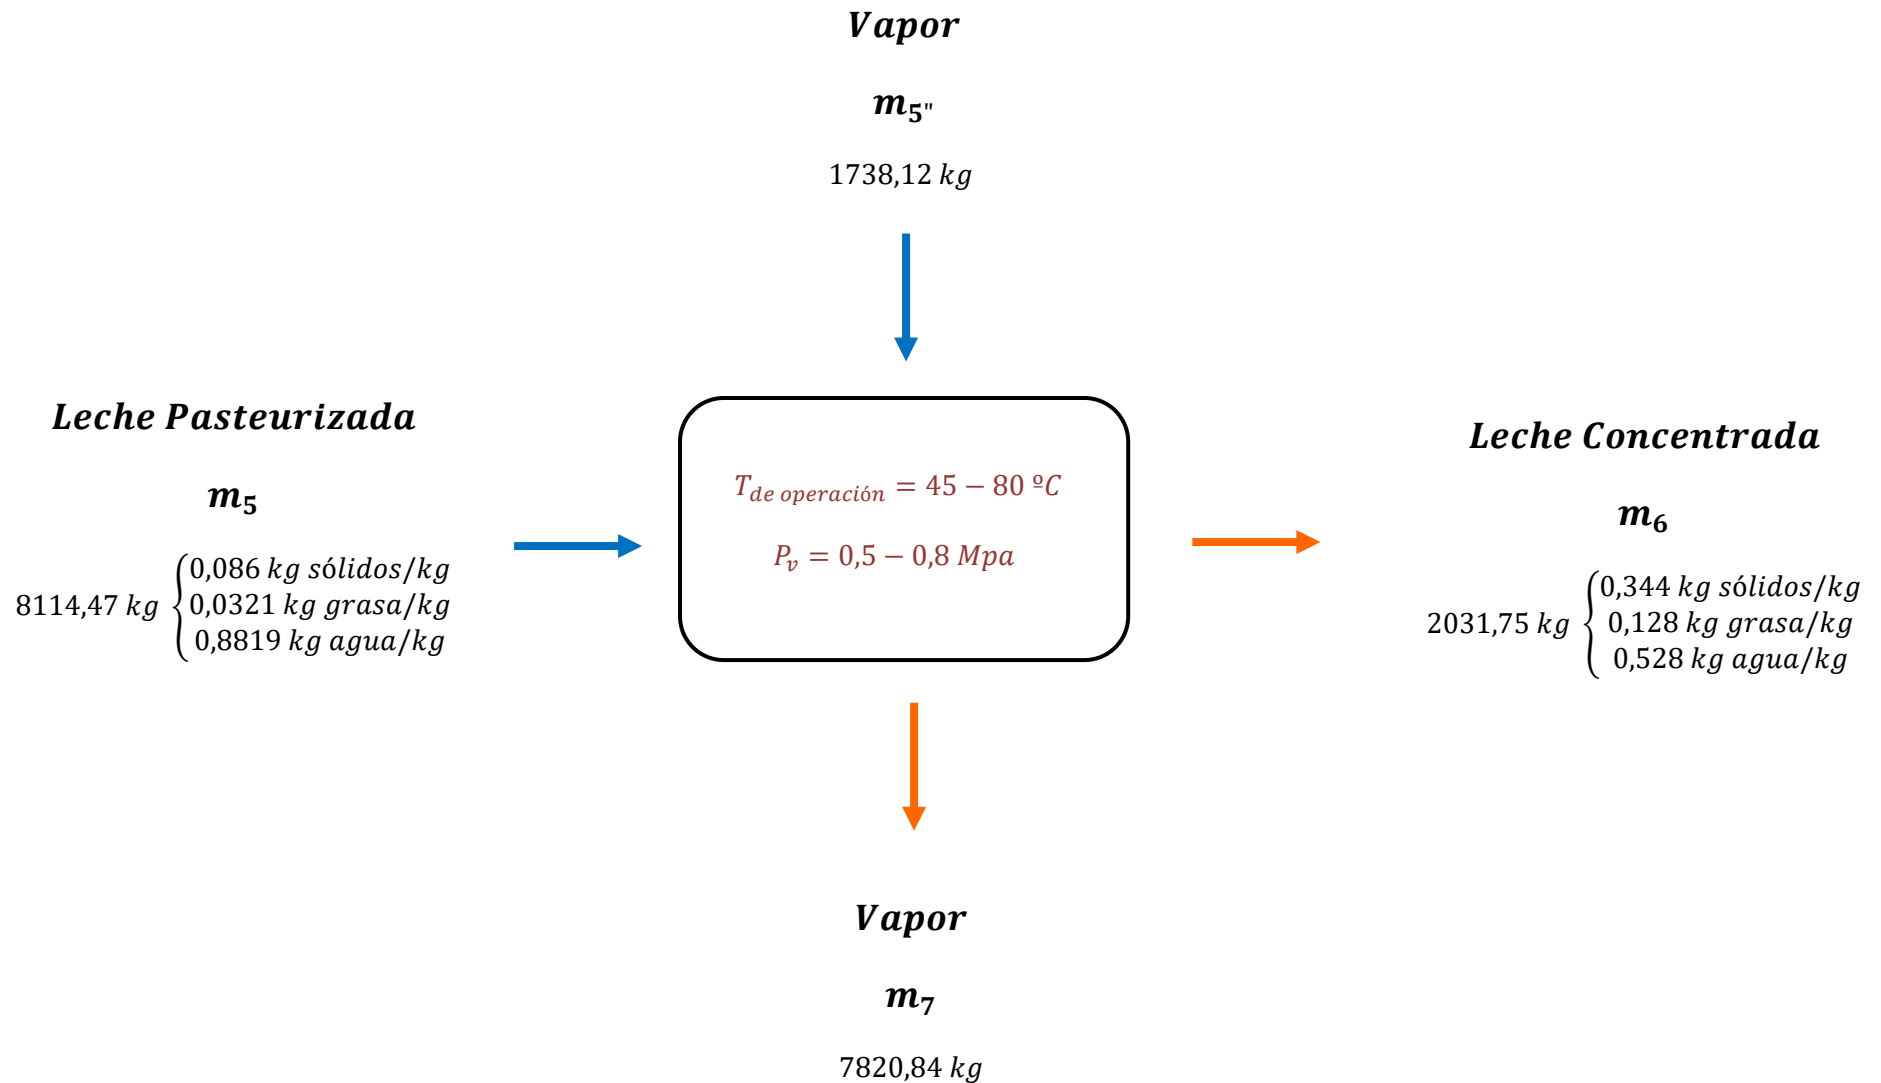 Vapor
m5"
1738,12 kg
Leche Pasteurizada
m5
8114,47 kg {
0,086 kg sólidos/kg
0,0321 kg grasa/kg
0,8819 kg agua/kg
Tde operación = 45 − 80 ºC
Pv = 0,5 − 0,8 Mpa
Leche Concentrada
m6
2031,75 kg {
0,344 kg sólidos/kg
0,128 kg grasa/kg
0,528 kg agua/kg
Vapor
m7
7820,84 kg